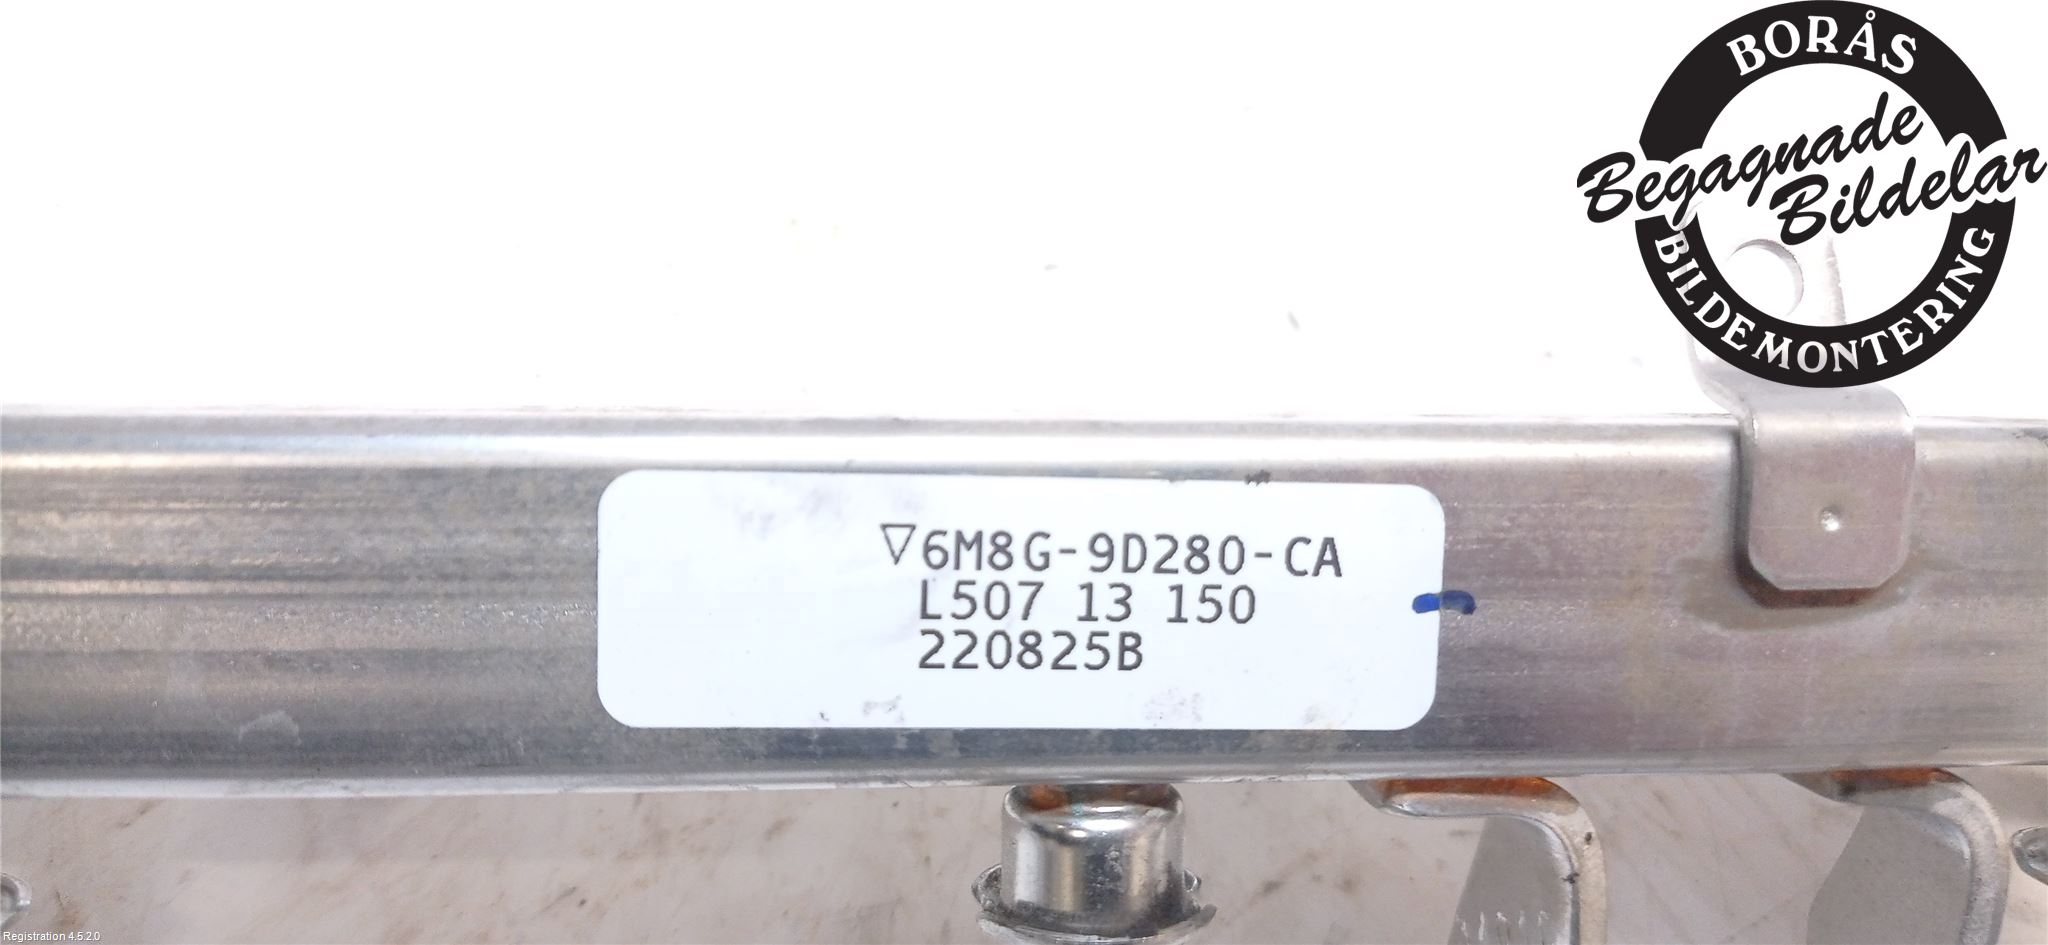 BORÅS
Begagnade
Bildelar
BILDEMONTERING
▽6M8G-9D280-CA
L507 13 150
220825B
Registration 4.5.2.0